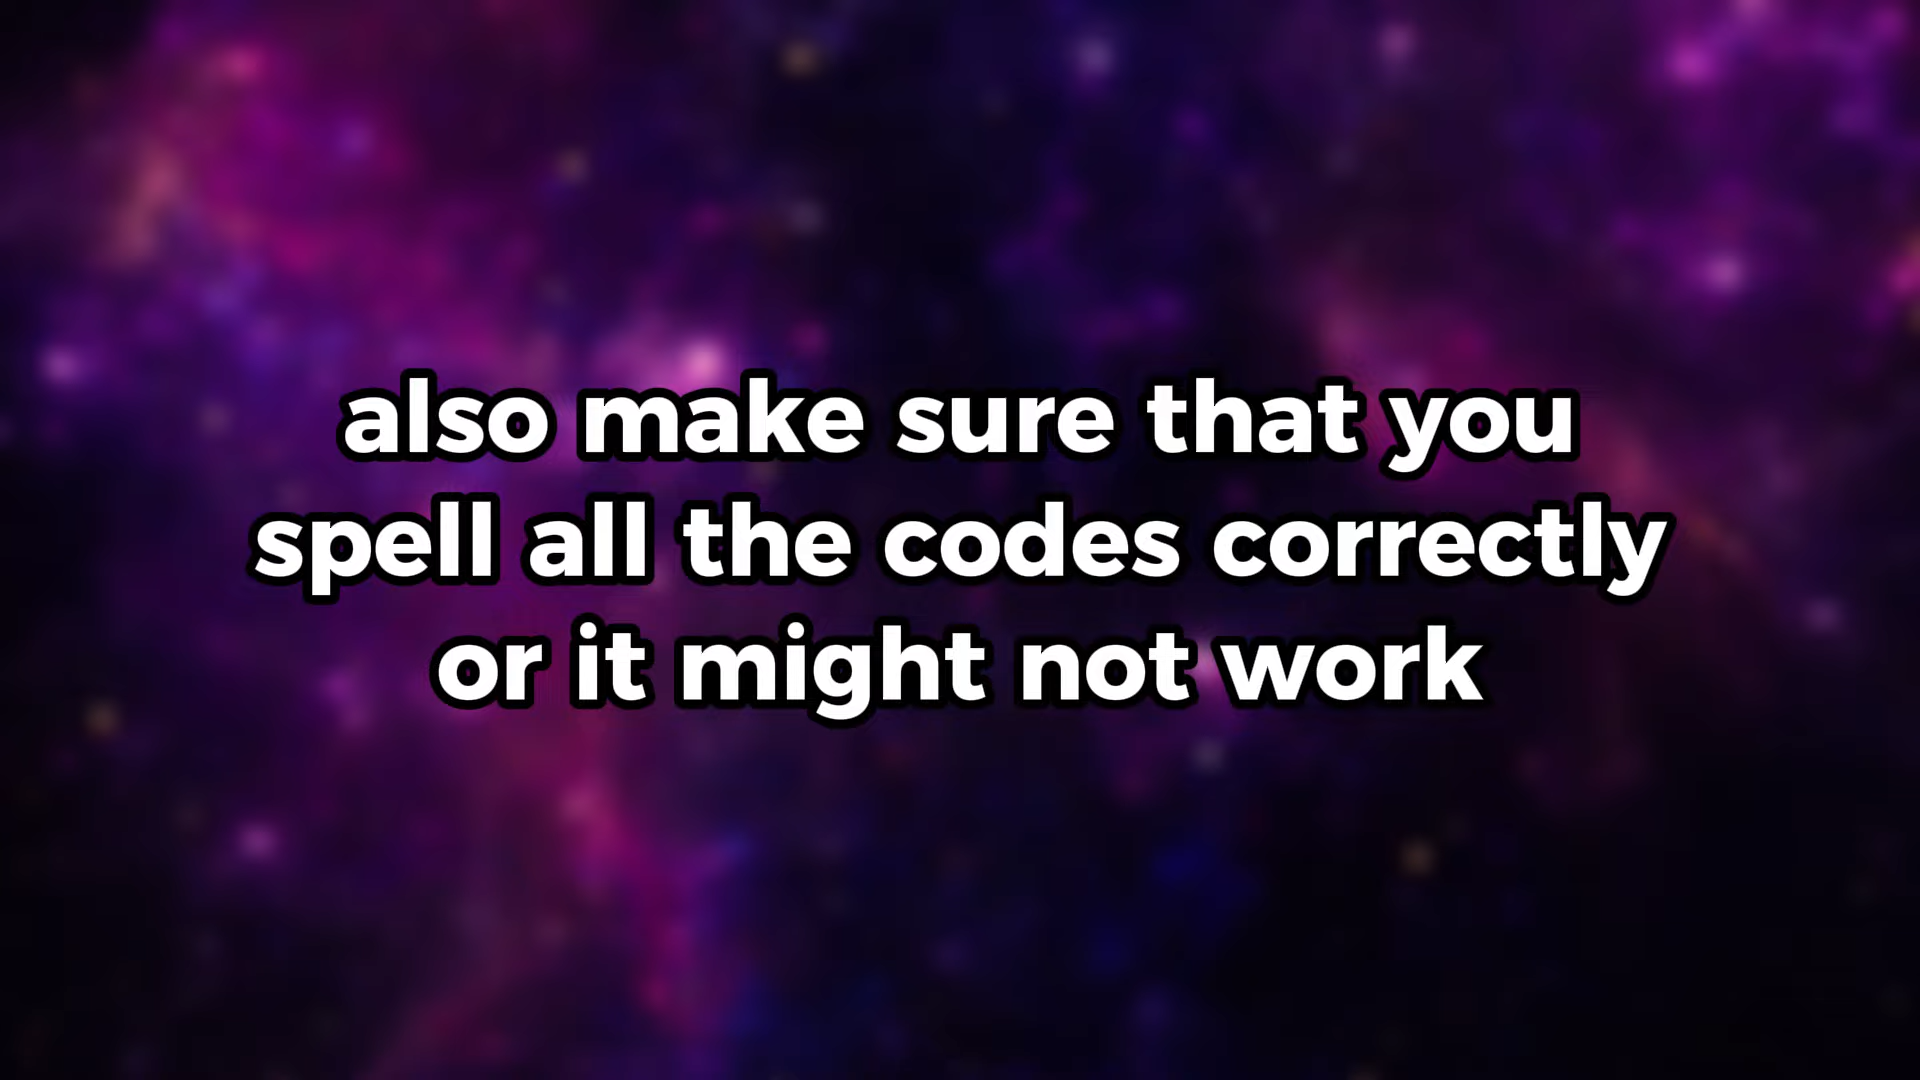 also make sure that you
spell all the codes correctly
or it might not work